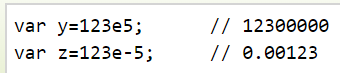 var y=123e5;      // 12300000
var z=123e-5;     // 0.00123